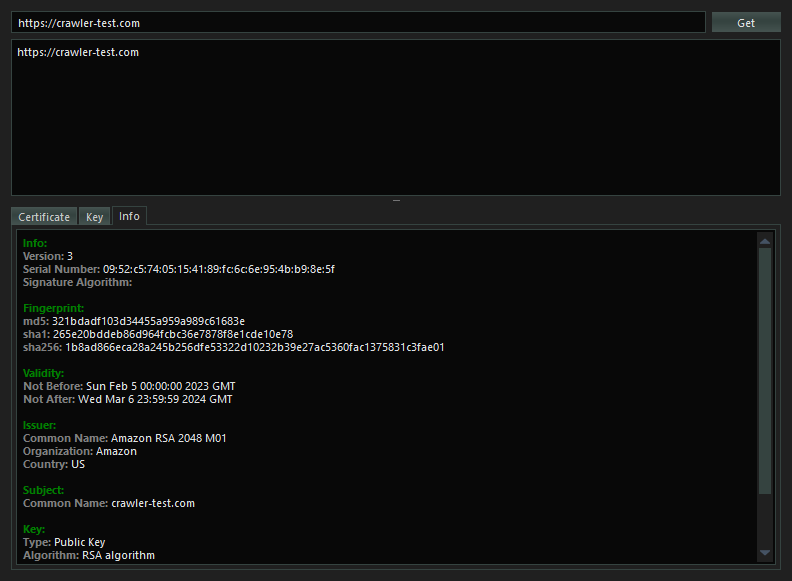 https://crawler-test.com
Get
https://crawler-test.com
Certificate Key Info
Info:
Version: 3
Serial Number: 09:52:c5:74:05:15:41:89:fc:6c:6e:95:4b:b9:8e:5f
Signature Algorithm:
Fingerprint:
md5: 321bdadf103d34455a959a989c61683e
sha1: 265e20bddeb86d964fcbc36e7878f8e1cde10e78
sha256: 1b8ad866eca28a245b256dfe53322d10232b39e27ac5360fac1375831c3fae01
Validity:
Not Before: Sun Feb 5 00:00:00 2023 GMT
Not After: Wed Mar 6 23:59:59 2024 GMT
Issuer:
Common Name: Amazon RSA 2048 M01
Organization: Amazon
Country: US
Subject:
Common Name: crawler-test.com
Key:
Type: Public Key
Algorithm: RSA algorithm